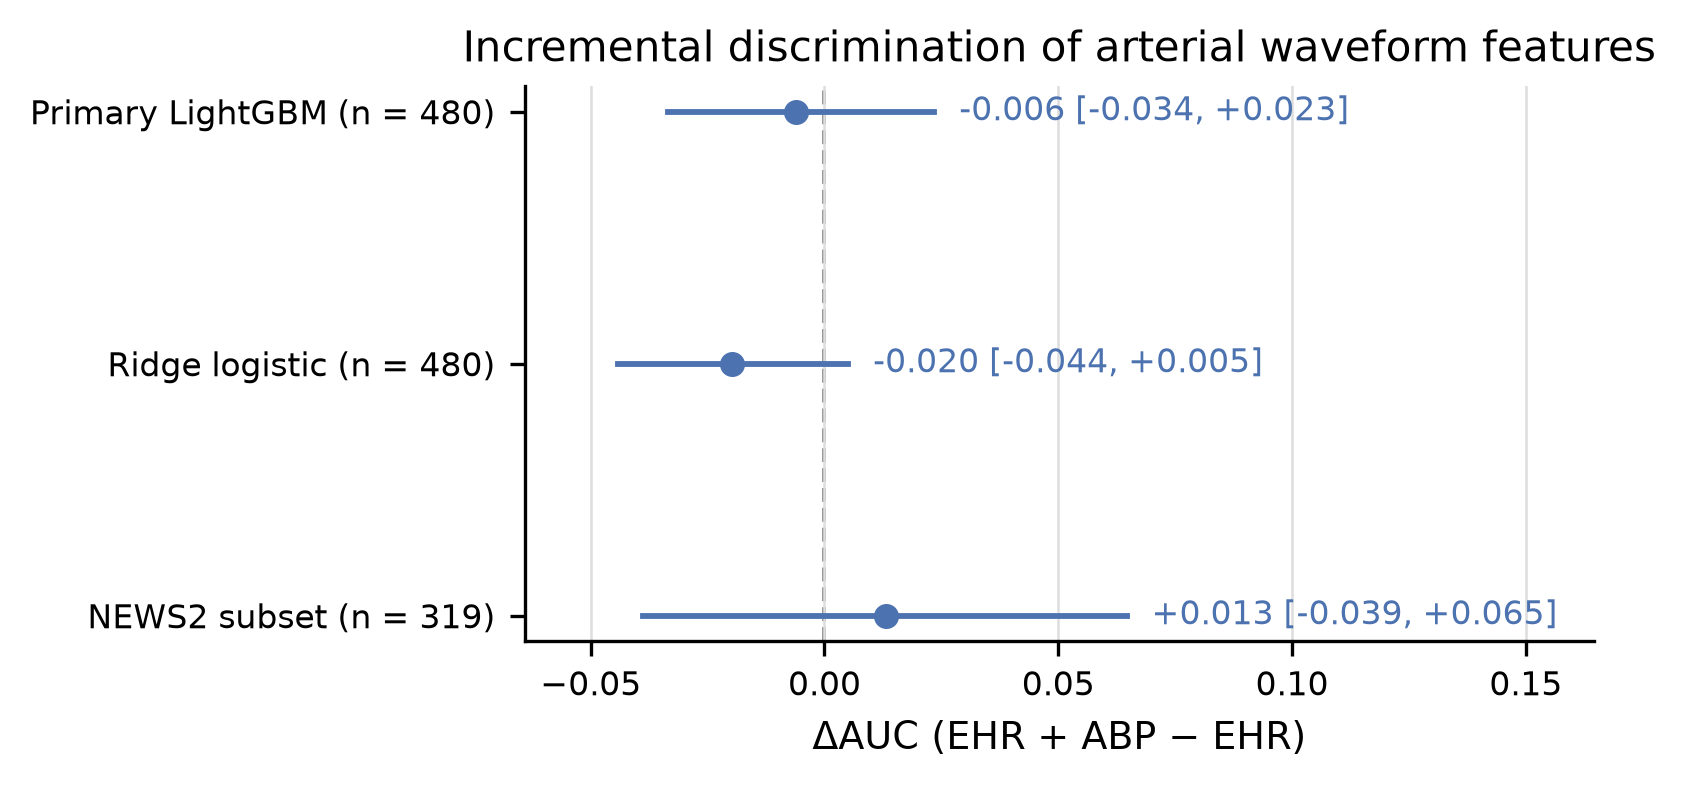 Incremental discrimination of arterial waveform features
Primary LightGBM (n = 480)
-0.006 [-0.034, +0.023]
Ridge logistic (n = 480)
-0.020 [-0.044, +0.005]
NEWS2 subset (n = 319)
+0.013 [-0.039, +0.065]
−0.05 0.00 0.05 0.10 0.15
ΔAUC (EHR + ABP − EHR)